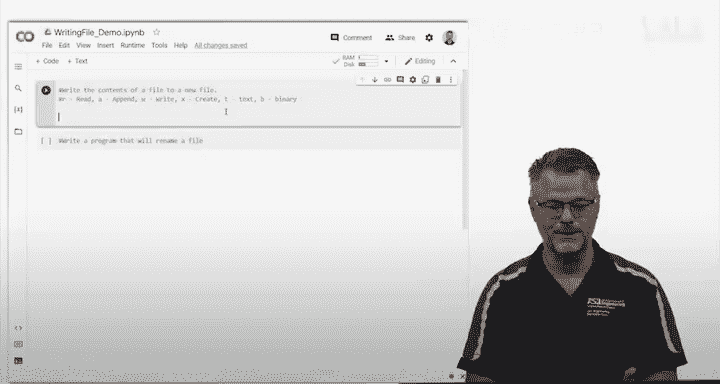 WritingFile_Demo.ipynb
Comment
Share
File Edit View Insert Runtime Tools Help All changes saved
+ Code + Text
RAM
Disk
Editing
#Write the contents of a file to a new file.
#r - Read, a - Append, w - Write, x - Create, t - text, b - binary
[ ] #Write a program that will rename a file
Engineering